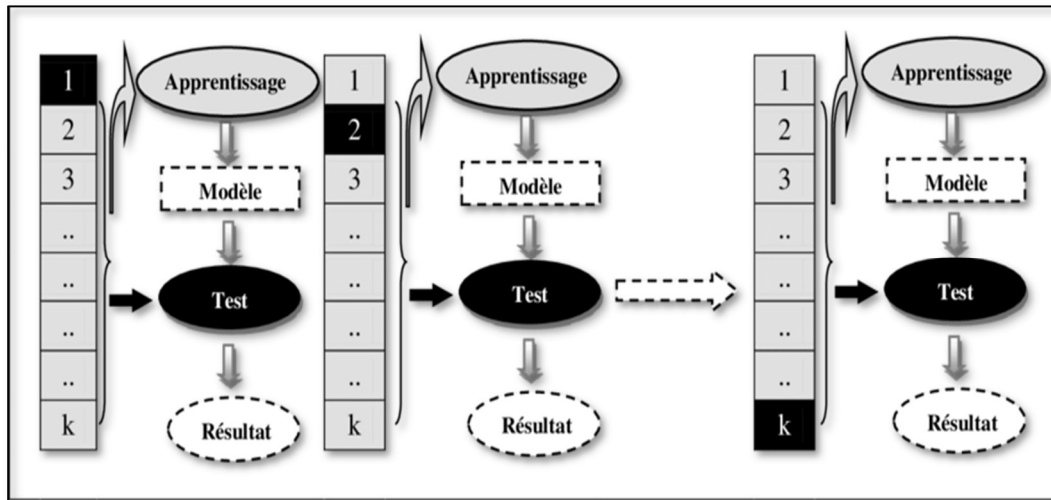 1
2
3
..
..
..
..
k
Apprentissage
Modèle
Test
Résultat
1
2
3
..
..
..
..
k
Apprentissage
Modèle
Test
Résultat
1
2
3
..
..
..
..
k
Apprentissage
Modèle
Test
Résultat